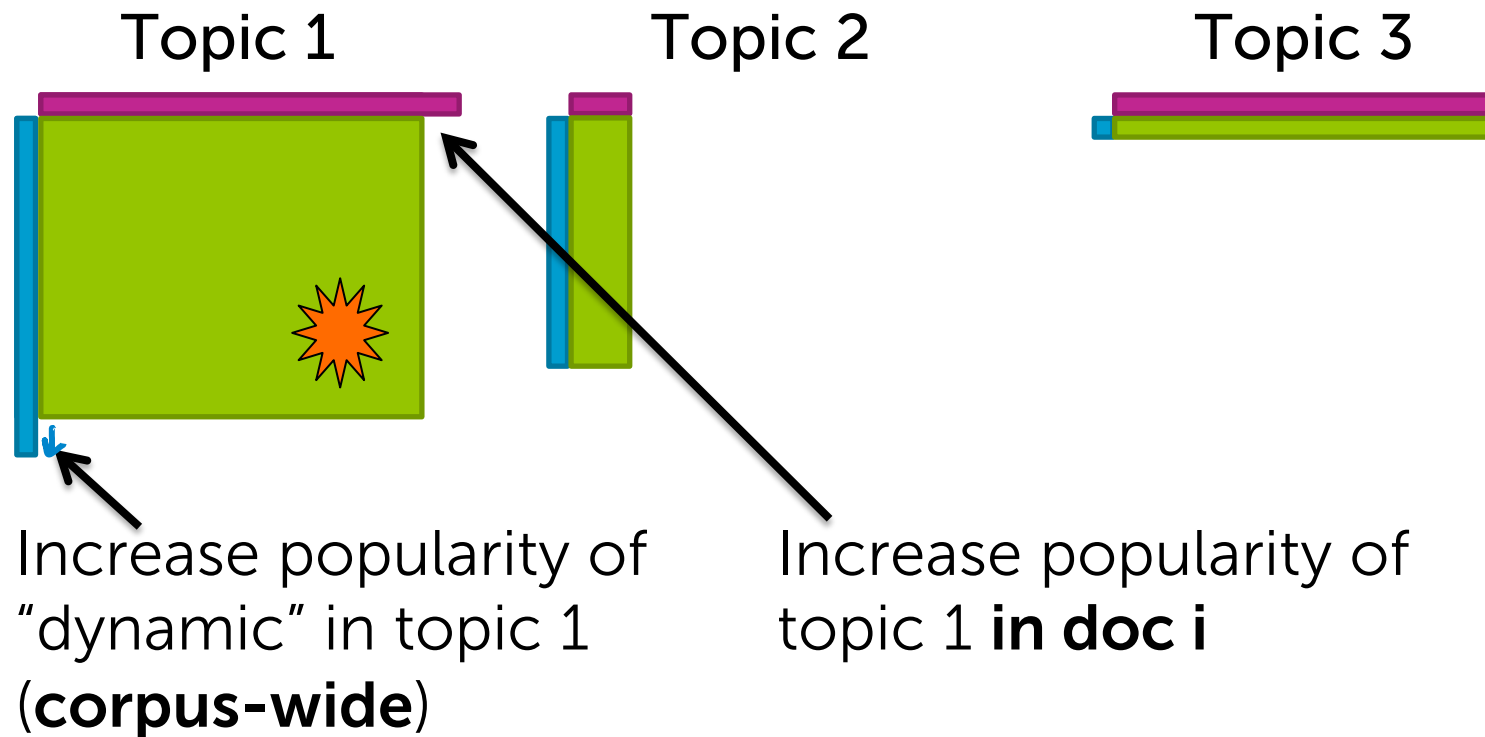 Topic 1
Topic 2
Topic 3
Increase popularity of
“dynamic” in topic 1
(corpus-wide)
Increase popularity of
topic 1 in doc i